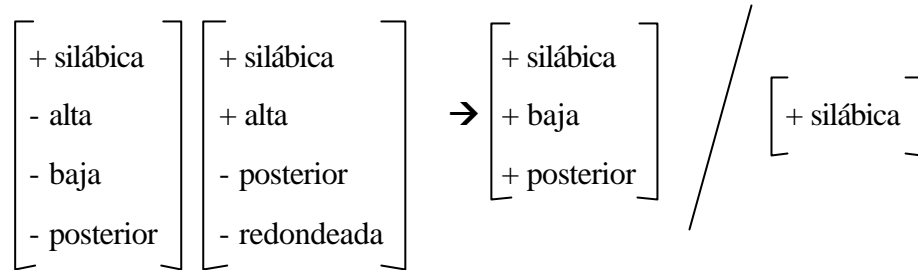 + silábica + silábica → + silábica /
- alta + alta + baja + silábica
- baja - posterior + posterior
- posterior - redondeada